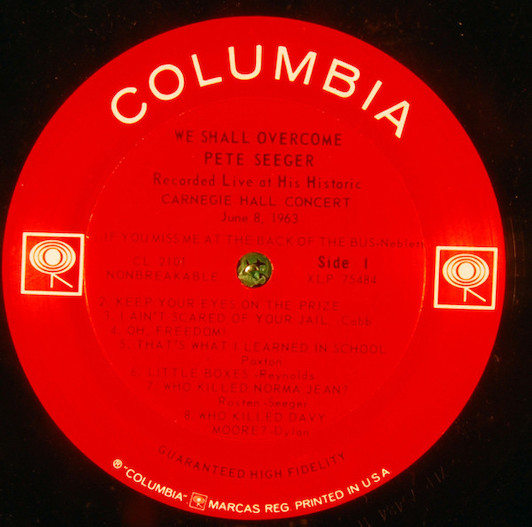 COLUMBIA
WE SHALL OVERCOME
PETE SEEGER
Recorded Live at His Historic
CARNEGIE HALL CONCERT
June 8, 1963
IF YOU MISS ME AT THE BACK OF THE BUS-Neblett
CL 2101 Side 1
NONBREAKABLE XLP 75484
2. KEEP YOUR EYES ON THE PRIZE
3. I AIN'T SCARED OF YOUR JAIL Cobb
4. OH, FREEDOM!
5. THAT'S WHAT I LEARNED IN SCHOOL
Paxton
6. LITTLE BOXES-Reynolds
7. WHO KILLED NORMA JEAN?
Rosten-Seeger
8. WHO KILLED DAVY
MOORE?-Dylan
GUARANTEED HIGH FIDELITY
® "COLUMBIA" MARCAS REG. PRINTED IN U S A